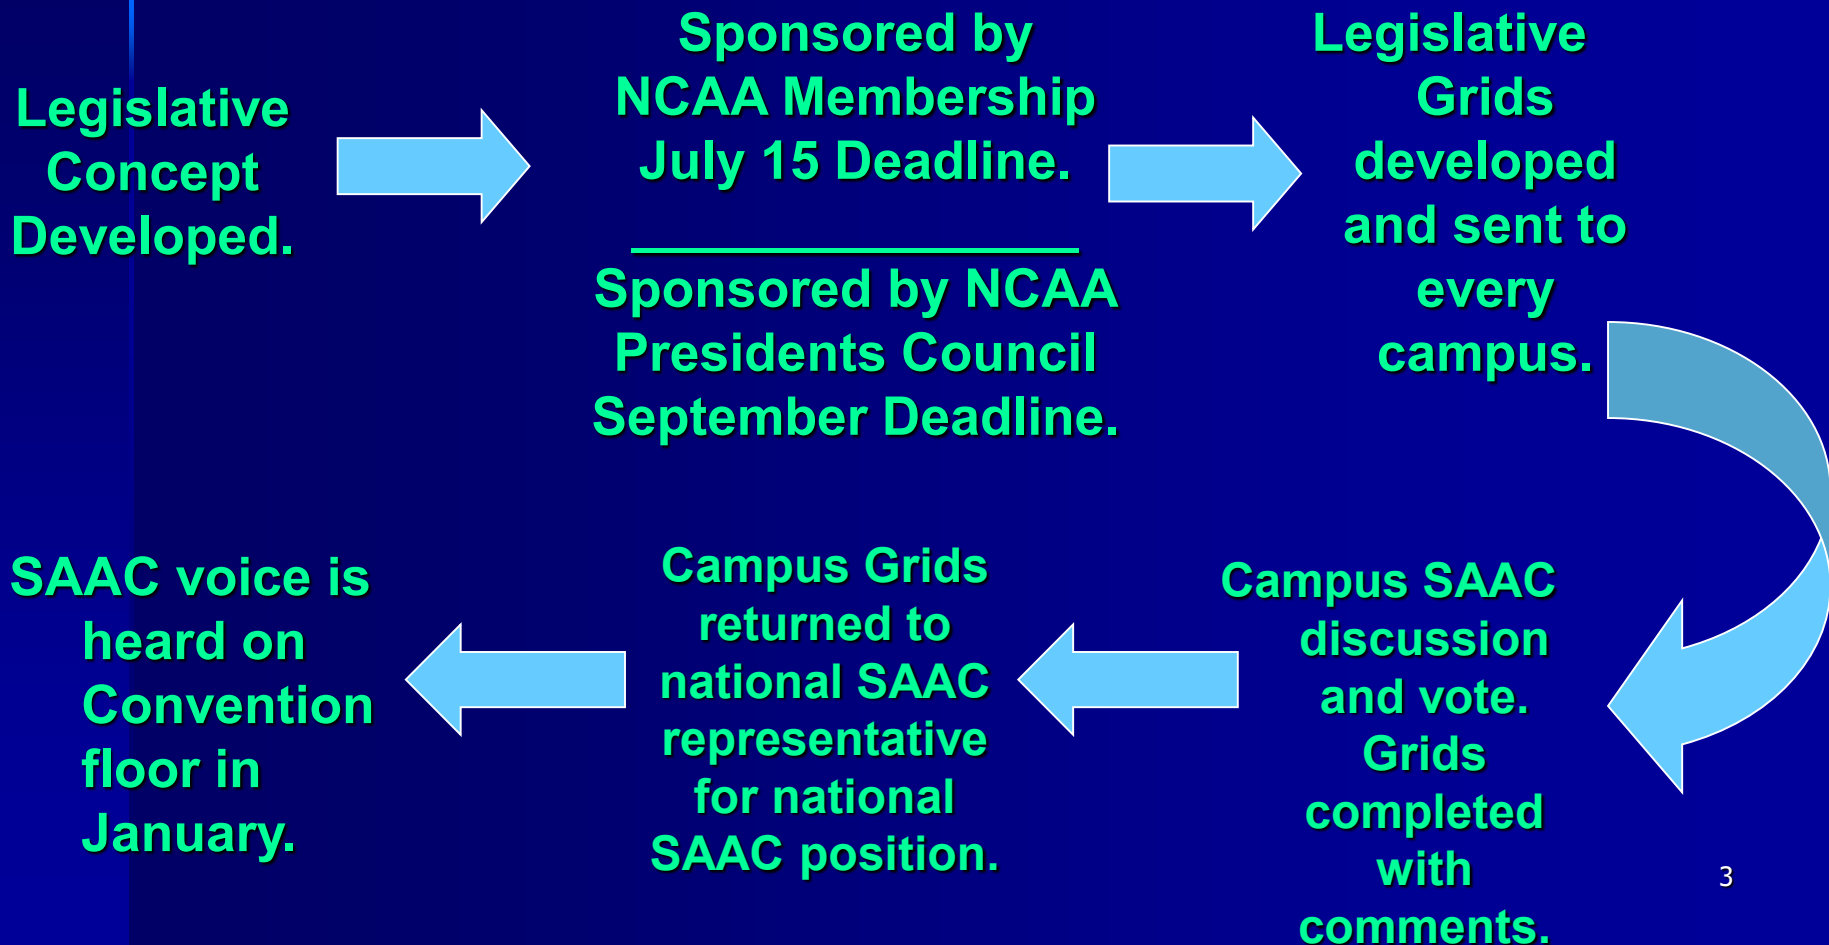 Legislative
Concept
Developed.
Sponsored by
NCAA Membership
July 15 Deadline.
Sponsored by NCAA
Presidents Council
September Deadline.
Legislative
Grids
developed
and sent to
every
campus.
Campus SAAC
discussion
and vote.
Grids
completed
with
comments.
Campus Grids
returned to
national SAAC
representative
for national
SAAC position.
SAAC voice is
heard on
Convention
floor in
January.
3